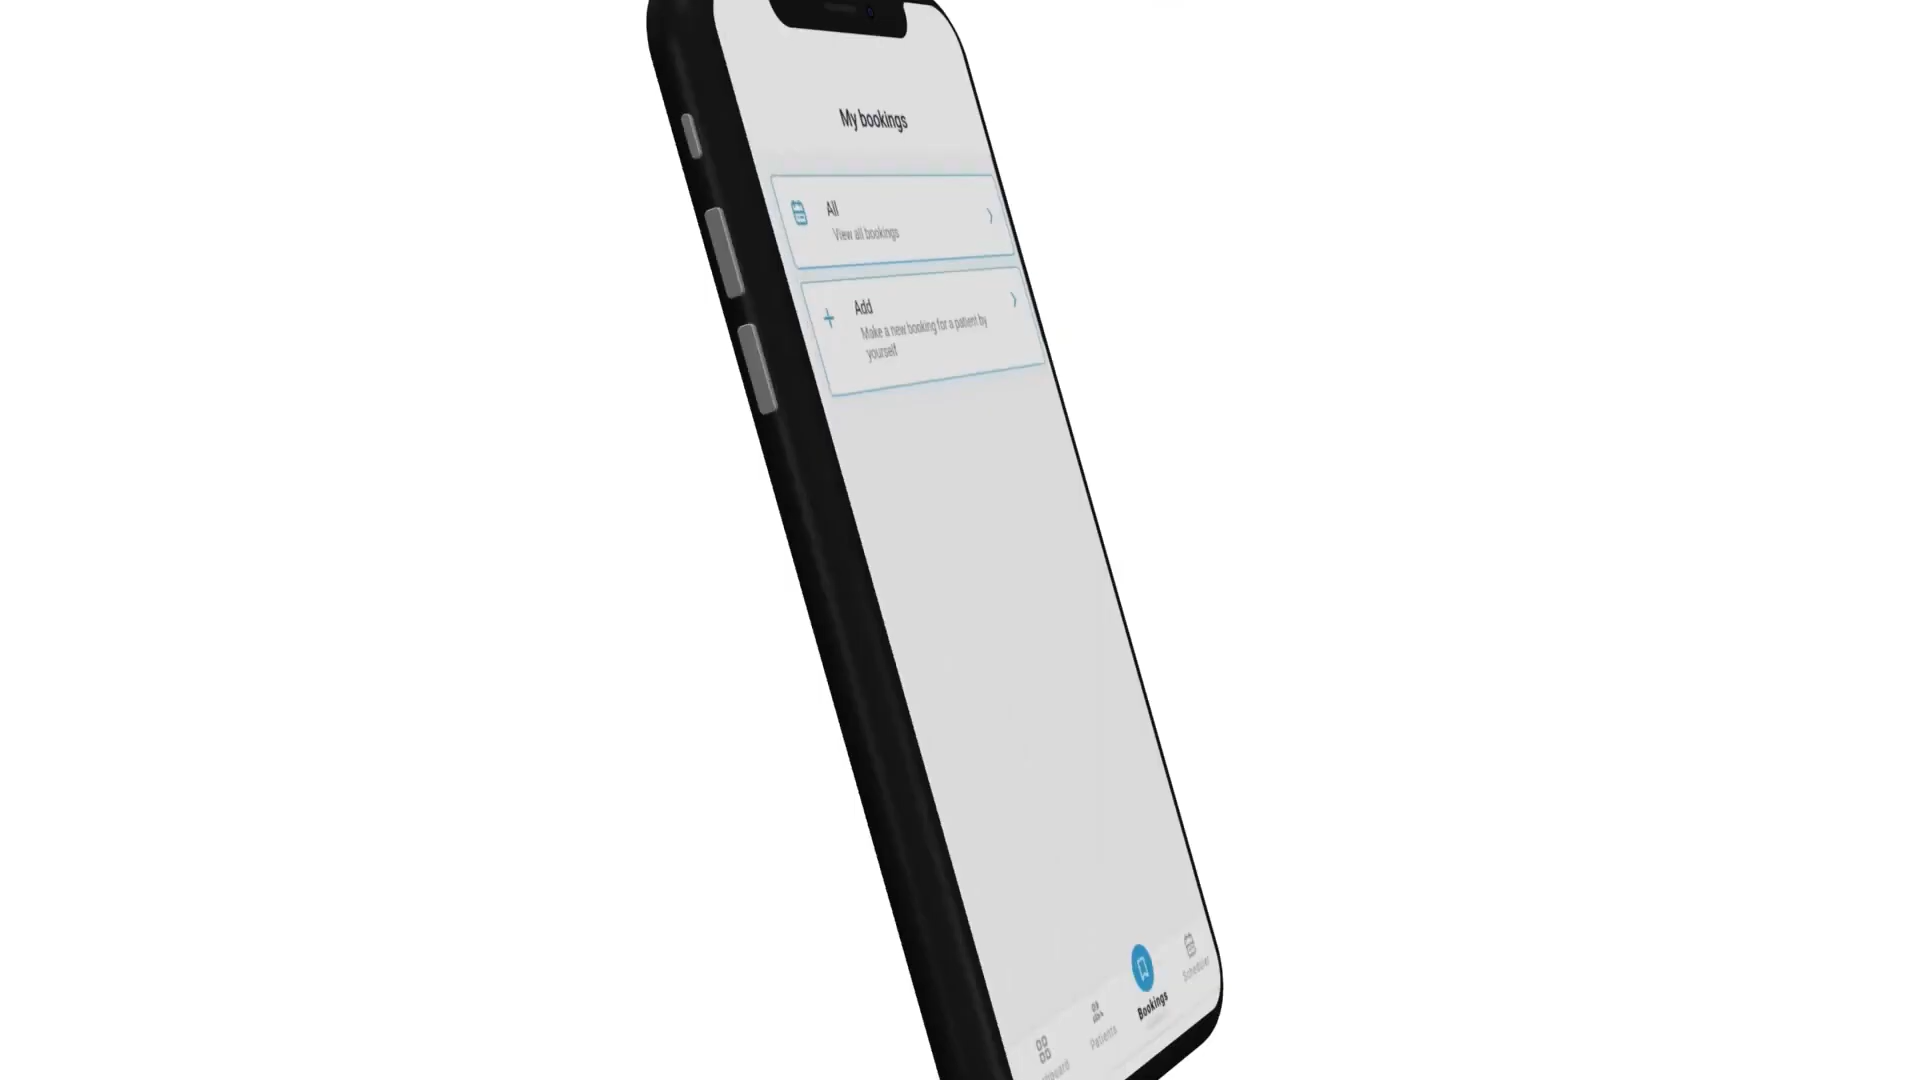 My bookings
All
View all bookings
Add
Make a new booking for a patient by
yourself
Scheduler
Bookings
Patients